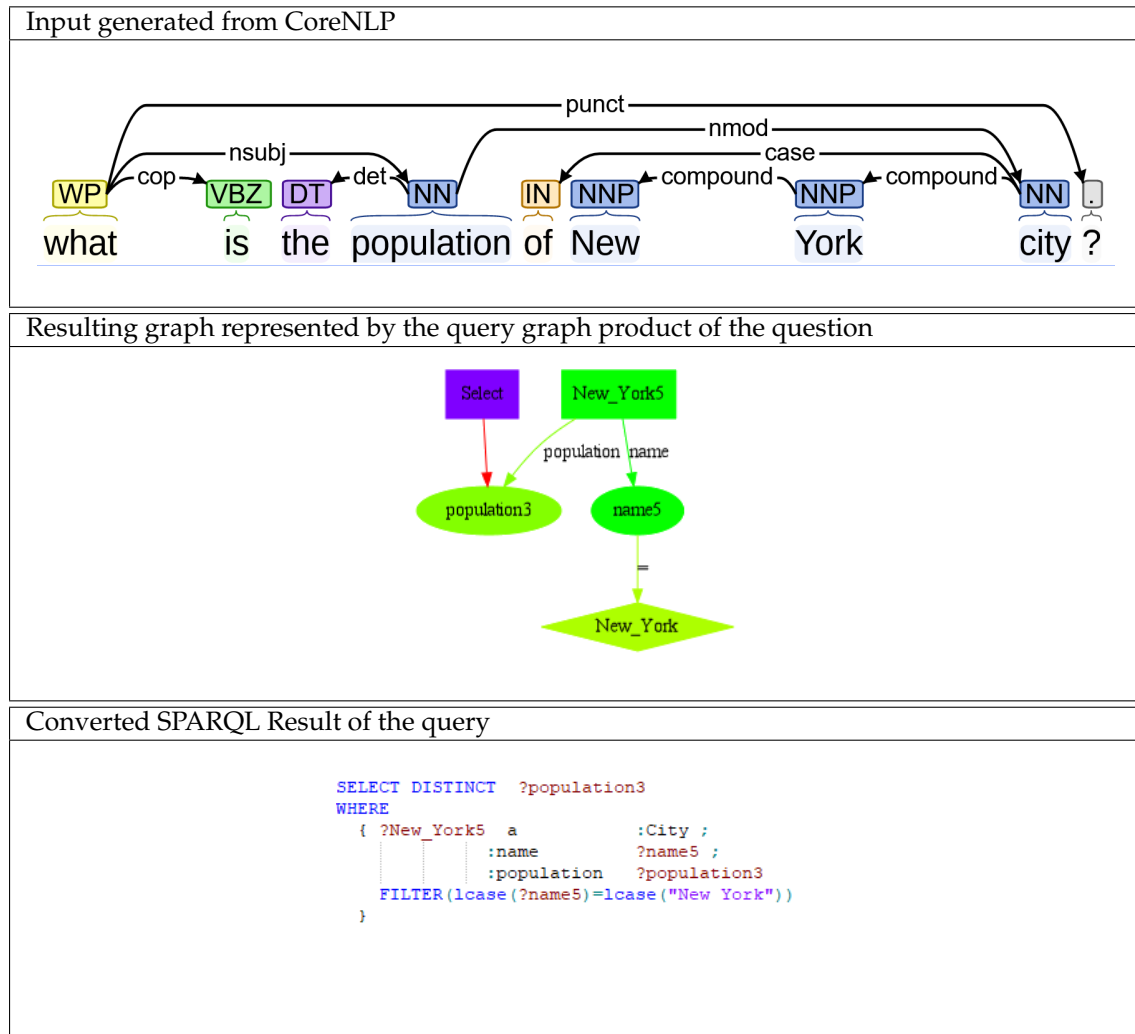 Input generated from CoreNLP
punct
nmod
nsubj case
cop det compound compound
WP VBZ DT NN IN NNP NNP NN .
what is the population of New York city ?
Resulting graph represented by the query graph product of the question
Select New_York5
population name
population3 name5
=
New_York
Converted SPARQL Result of the query
SELECT DISTINCT ?population3
WHERE
{ ?New_York5 a :City ;
:name ?name5 ;
:population ?population3
FILTER(lcase(?name5)=lcase("New York"))
}